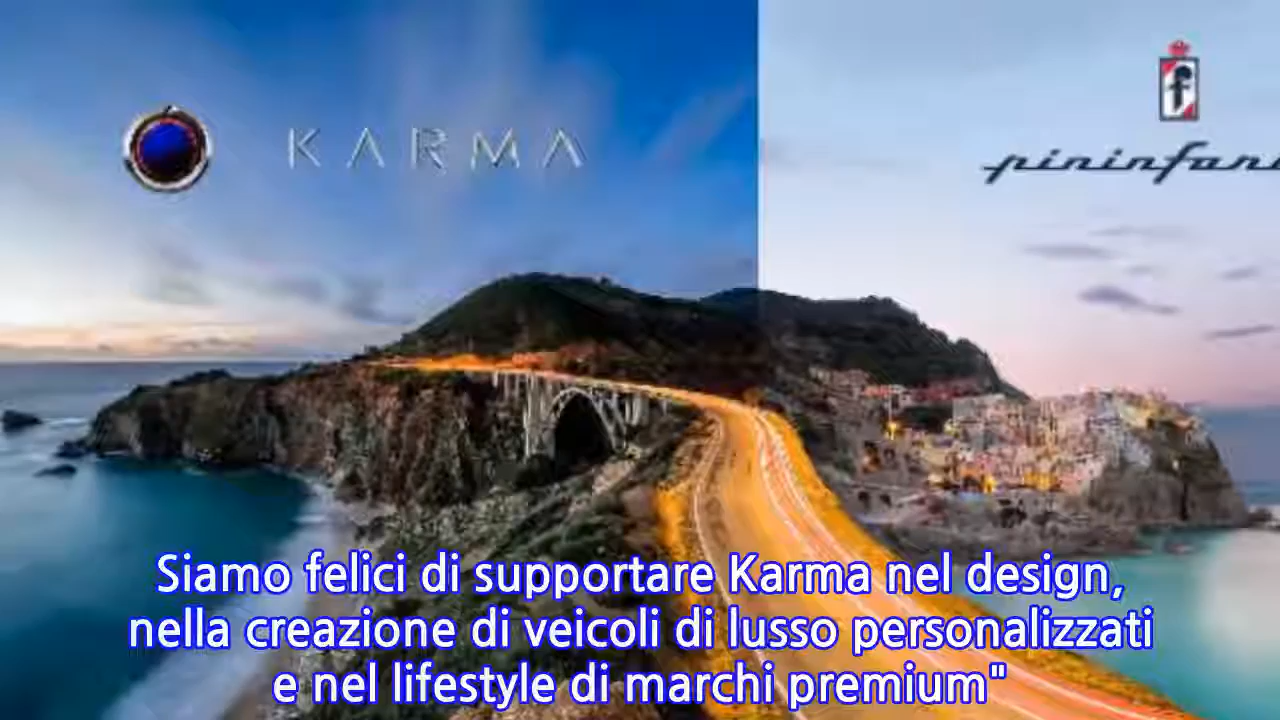 KARMA
f
pininfari
Siamo felici di supportare Karma nel design,
nella creazione di veicoli di lusso personalizzati
e nel lifestyle di marchi premium"